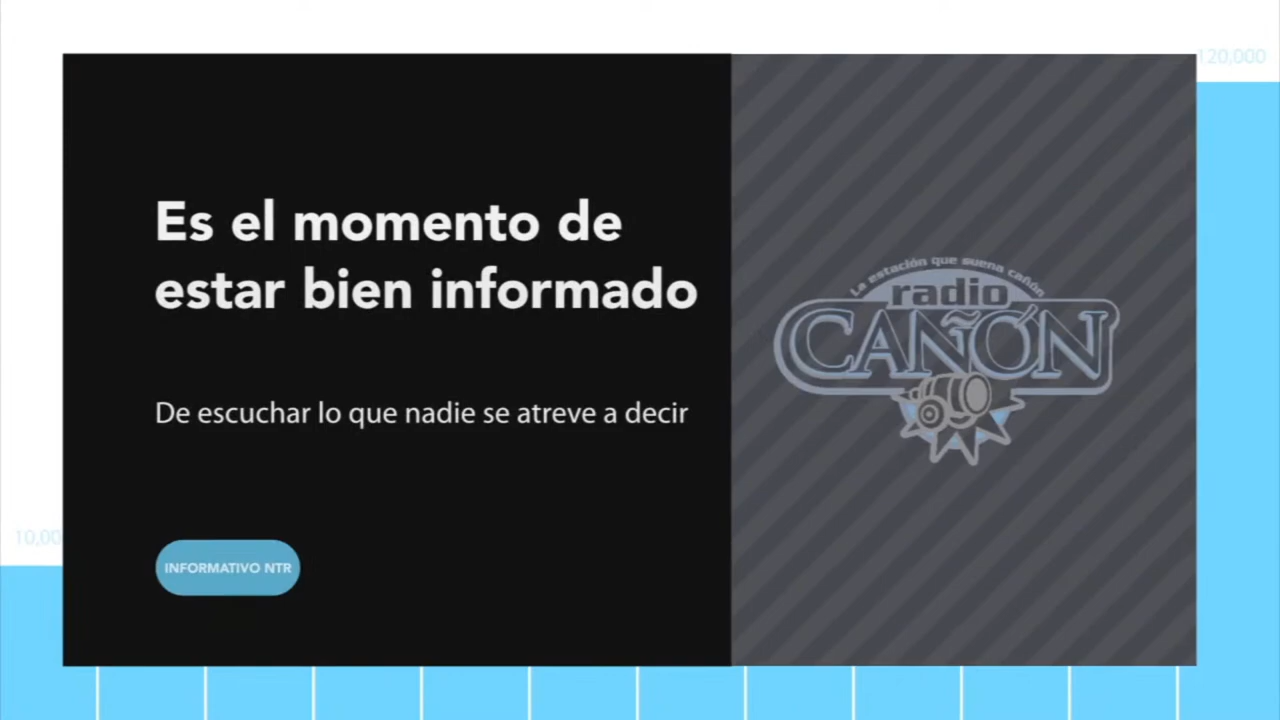 120,000
Es el momento de
estar bien informado
La estación que suena cañón
radio
CAÑÓN
De escuchar lo que nadie se atreve a decir
10,00
INFORMATIVO NTR